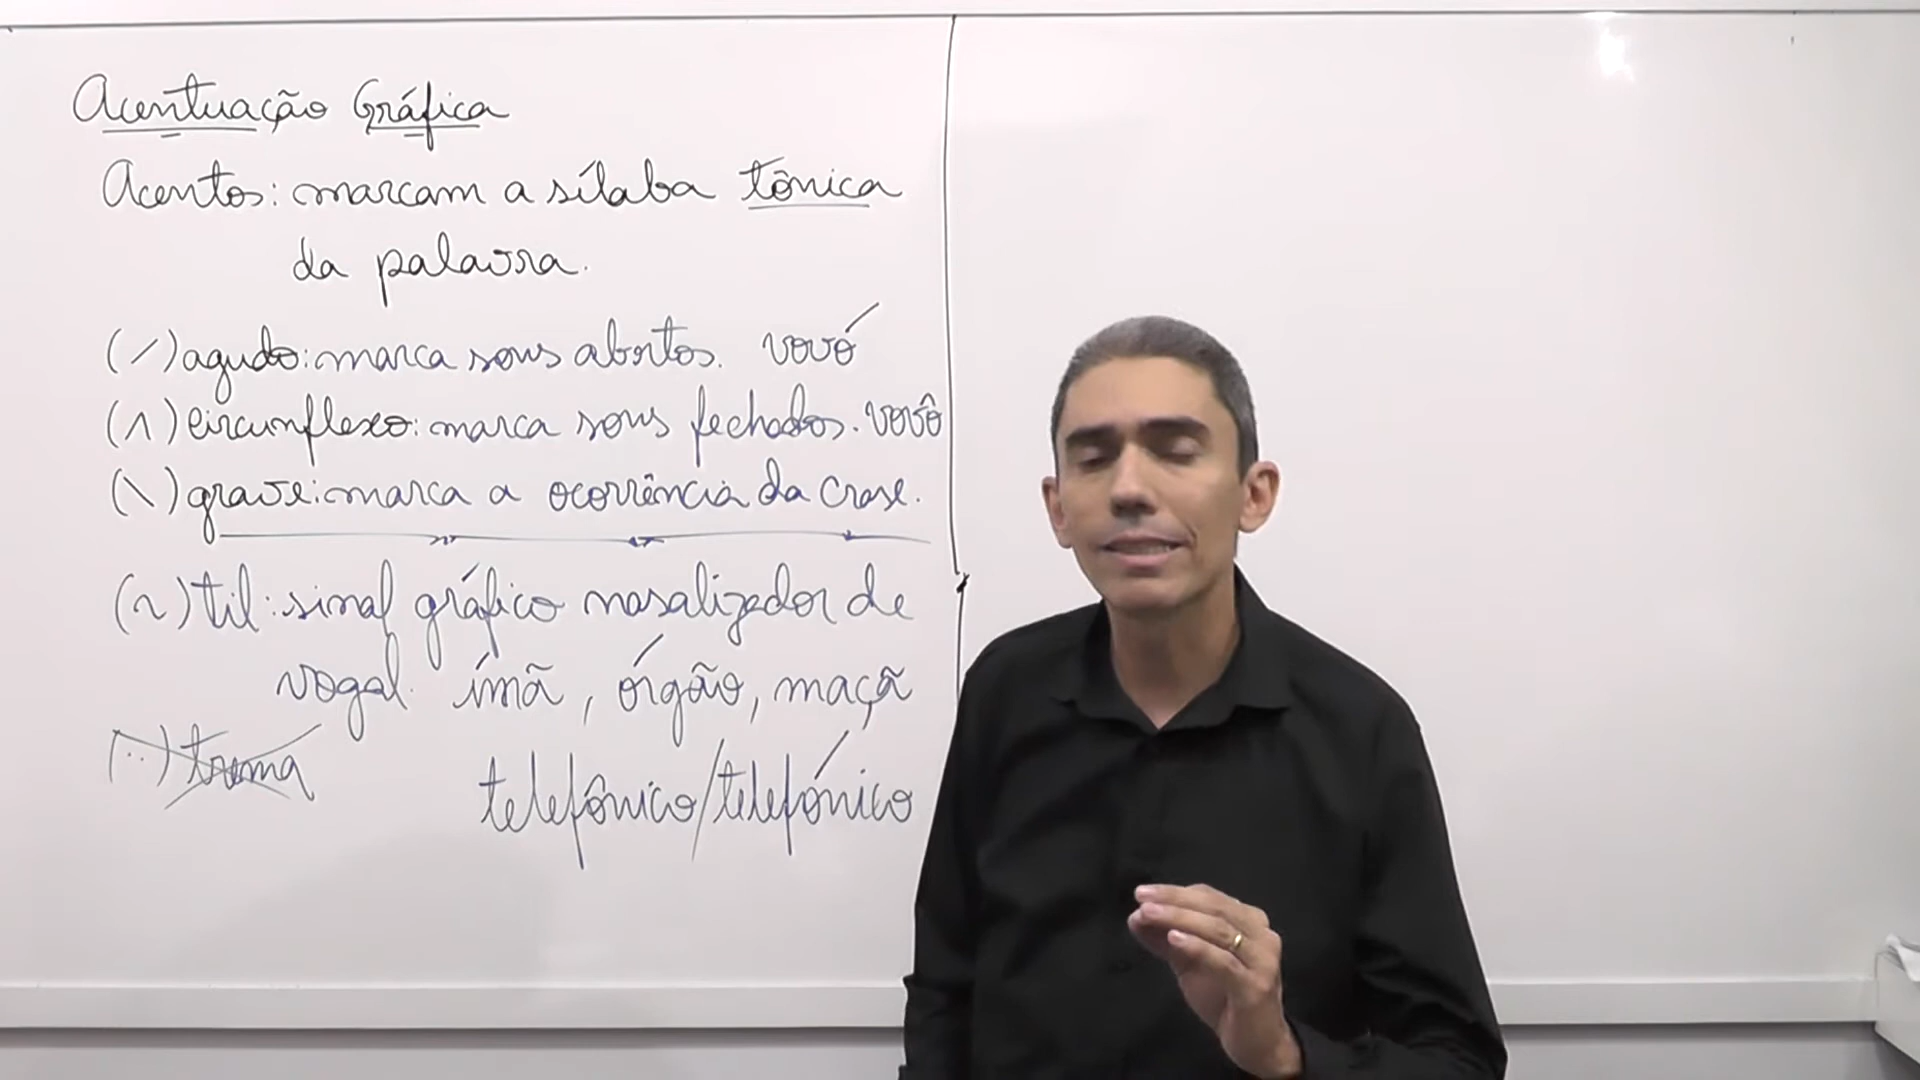 Acentuação Gráfica
Acentos: marcam a sílaba tônica
da palavra.
(´) agudo: marca sons abertos. vovó
(^) circunflexo: marca sons fechados. vovô
(`) grave: marca a ocorrência da crase.
(~) til: sinal gráfico nasalizador de
vogal. ímã, órgão, maçã
(¨) trema
telefônico/telefónico